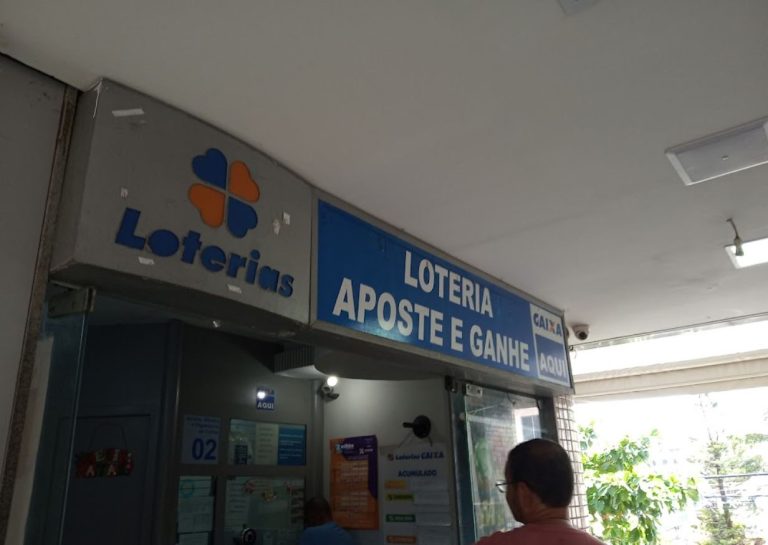 Loterias
LOTERIA
APOSTE E GANHE
CAIXA
AQUI
AQUI
02
Loterias CAIXA
ACUMULADO